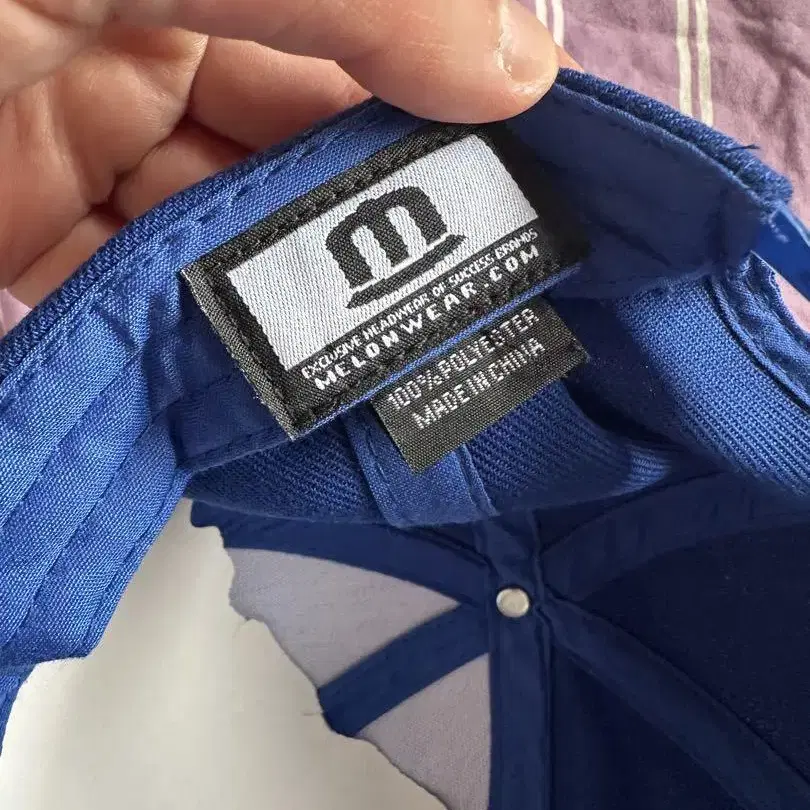 m
EXCLUSIVE HEADWEAR OF SUCCESS BRANDS
MELONWEAR.COM
100% POLYESTER
MADE IN CHINA